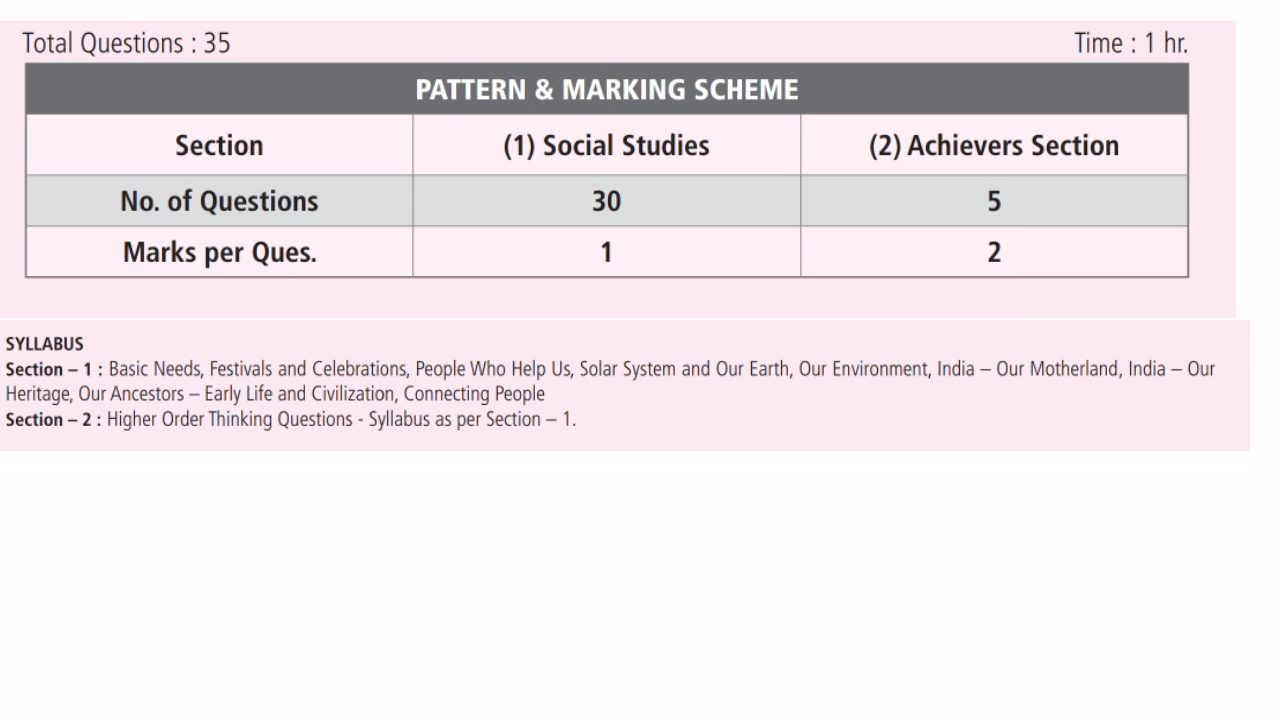 Total Questions : 35 Time : 1 hr.
PATTERN & MARKING SCHEME
Section (1) Social Studies (2) Achievers Section
No. of Questions 30 5
Marks per Ques. 1 2
SYLLABUS
Section – 1 : Basic Needs, Festivals and Celebrations, People Who Help Us, Solar System and Our Earth, Our Environment, India – Our Motherland, India – Our
Heritage, Our Ancestors – Early Life and Civilization, Connecting People
Section – 2 : Higher Order Thinking Questions - Syllabus as per Section – 1.